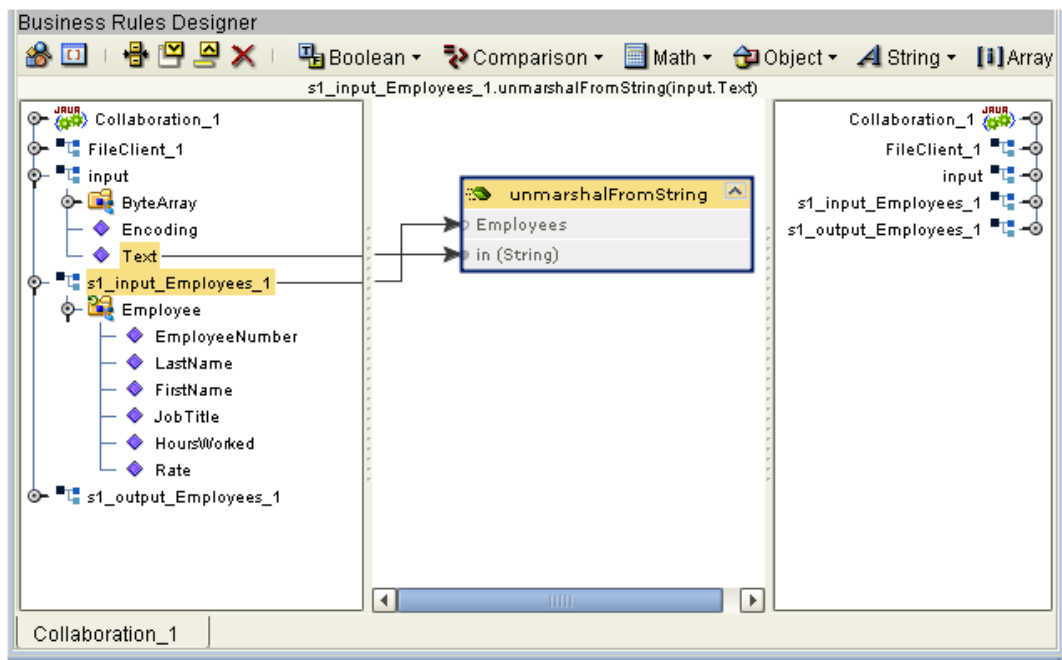 Business Rules Designer
Boolean Comparison Math Object String [i] Array
s1_input_Employees_1.unmarshalFromString(input.Text)
JAVA Collaboration_1
FileClient_1
input
ByteArray
Encoding
Text
s1_input_Employees_1
Employee
EmployeeNumber
LastName
FirstName
JobTitle
HoursWorked
Rate
s1_output_Employees_1
unmarshalFromString
Employees
in (String)
Collaboration_1 JAVA
FileClient_1
input
s1_input_Employees_1
s1_output_Employees_1
Collaboration_1